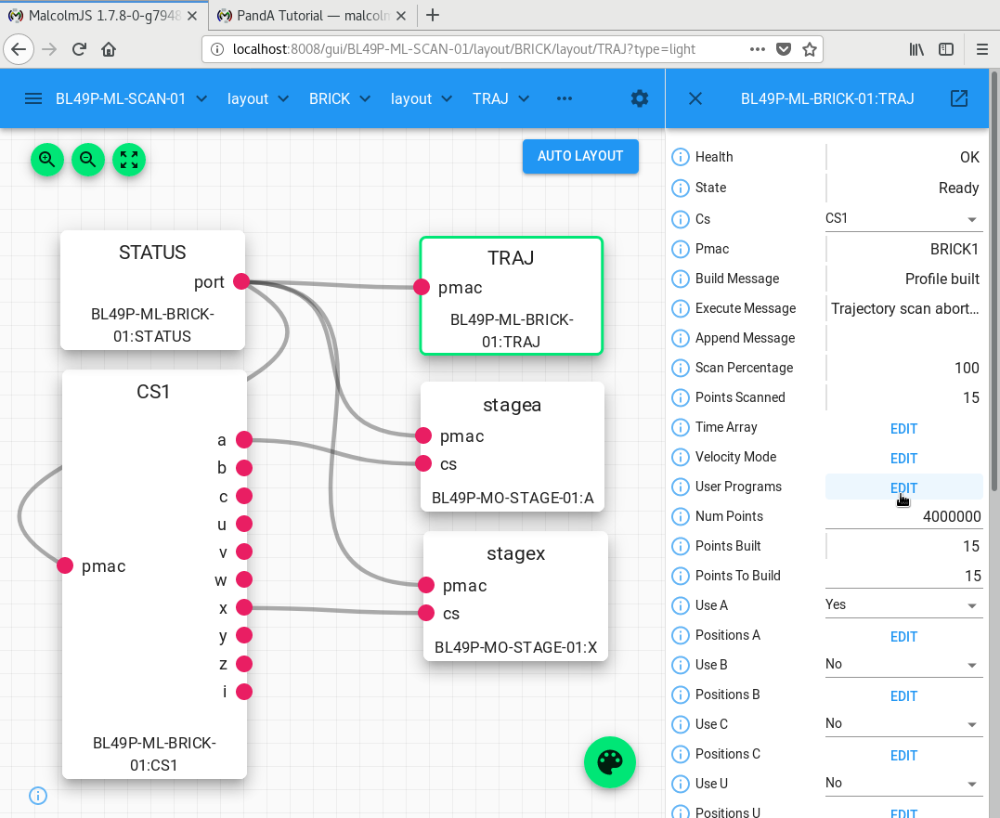 MalcolmJS 1.7.8-0-g7948
PandA Tutorial — malcolm
localhost:8008/gui/BL49P-ML-SCAN-01/layout/BRICK/layout/TRAJ?type=light
BL49P-ML-SCAN-01
layout
BRICK
layout
TRAJ
BL49P-ML-BRICK-01:TRAJ
AUTO LAYOUT
STATUS
port
BL49P-ML-BRICK-
01:STATUS
TRAJ
pmac
BL49P-ML-BRICK-
01:TRAJ
CS1
a
b
c
u
v
w
x
y
z
i
pmac
BL49P-ML-BRICK-
01:CS1
stagea
pmac
cs
BL49P-MO-STAGE-01:A
stagex
pmac
cs
BL49P-MO-STAGE-01:X
Health OK
State Ready
Cs CS1
Pmac BRICK1
Build Message Profile built
Execute Message Trajectory scan abort...
Append Message
Scan Percentage 100
Points Scanned 15
Time Array EDIT
Velocity Mode EDIT
User Programs EDIT
Num Points 4000000
Points Built 15
Points To Build 15
Use A Yes
Positions A EDIT
Use B No
Positions B EDIT
Use C No
Positions C EDIT
Use U No
Positions U EDIT